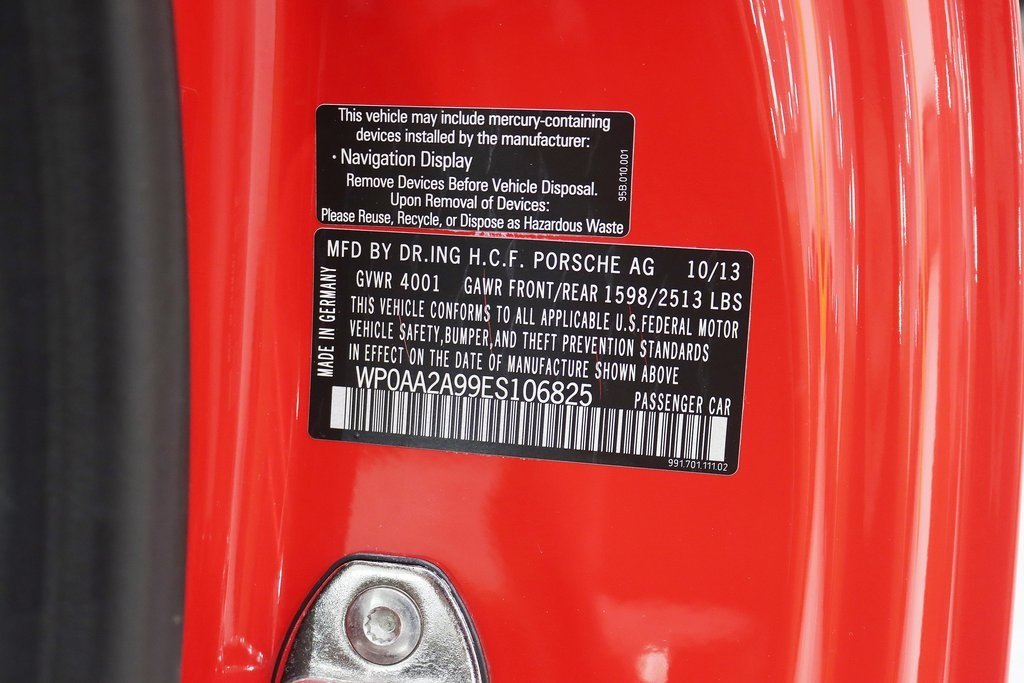 This vehicle may include mercury-containing
devices installed by the manufacturer:
· Navigation Display
Remove Devices Before Vehicle Disposal.
Upon Removal of Devices:
Please Reuse, Recycle, or Dispose as Hazardous Waste
95B.010.001
MFD BY DR.ING H.C.F. PORSCHE AG 10/13
GVWR 4001 GAWR FRONT/REAR 1598/2513 LBS
THIS VEHICLE CONFORMS TO ALL APPLICABLE U.S.FEDERAL MOTOR
VEHICLE SAFETY,BUMPER,AND THEFT PREVENTION STANDARDS
IN EFFECT ON THE DATE OF MANUFACTURE SHOWN ABOVE
MADE IN GERMANY
WP0AA2A99ES106825
PASSENGER CAR
991.701.111.02